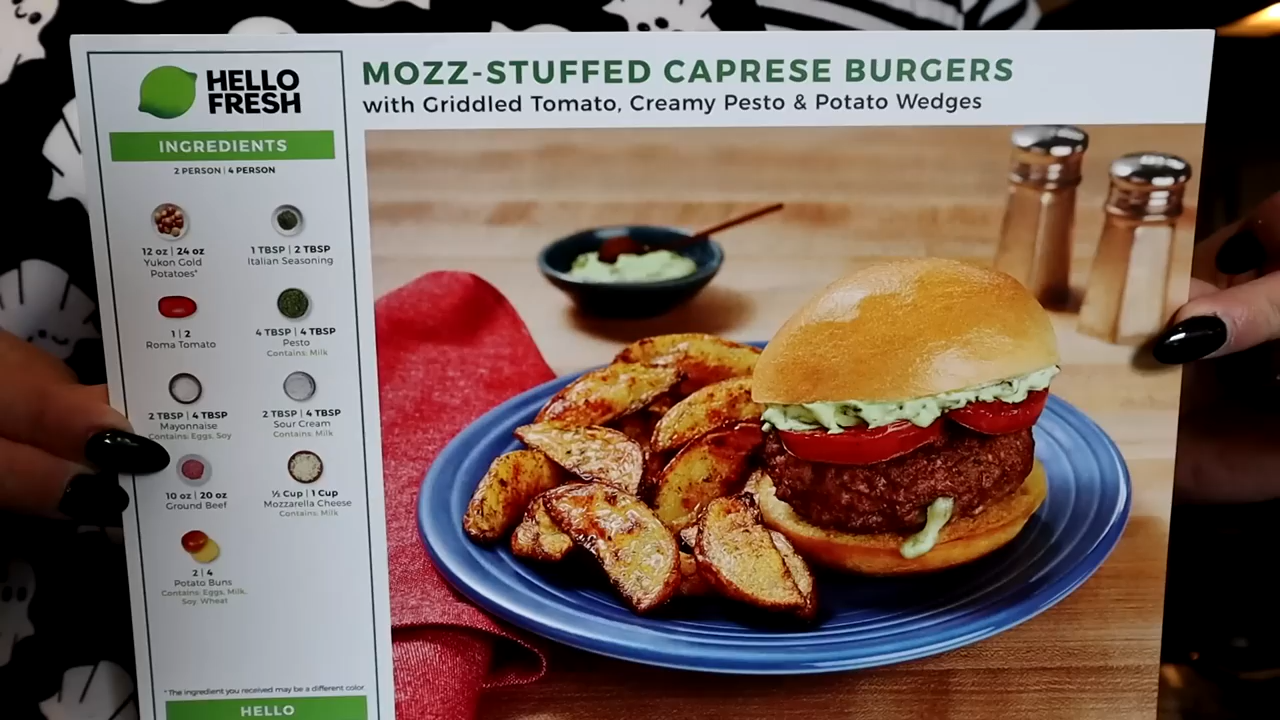 HELLO
FRESH
MOZZ-STUFFED CAPRESE BURGERS
with Griddled Tomato, Creamy Pesto & Potato Wedges
INGREDIENTS
2 PERSON | 4 PERSON
12 oz | 24 oz
Yukon Gold
Potatoes*
1 TBSP | 2 TBSP
Italian Seasoning
1 | 2
Roma Tomato
4 TBSP | 4 TBSP
Pesto
Contains: Milk
2 TBSP | 4 TBSP
Mayonnaise
Contains: Eggs, Soy
2 TBSP | 4 TBSP
Sour Cream
Contains: Milk
10 oz | 20 oz
Ground Beef
½ Cup | 1 Cup
Mozzarella Cheese
Contains: Milk
2 | 4
Potato Buns
Contains: Eggs, Milk,
Soy, Wheat
* The ingredient you received may be a different color.
HELLO